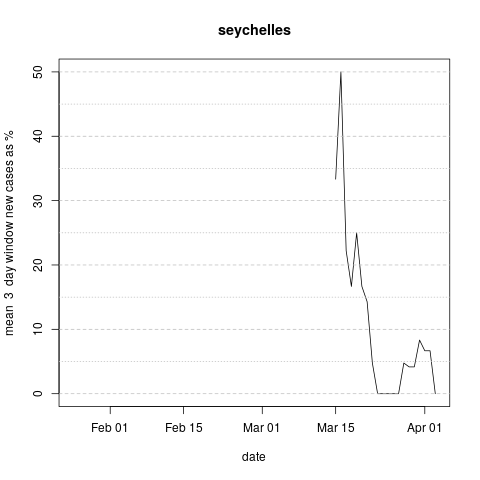 seychelles
mean 3 day window new cases as %
50
40
30
20
10
0
Feb 01
Feb 15
Mar 01
Mar 15
Apr 01
date